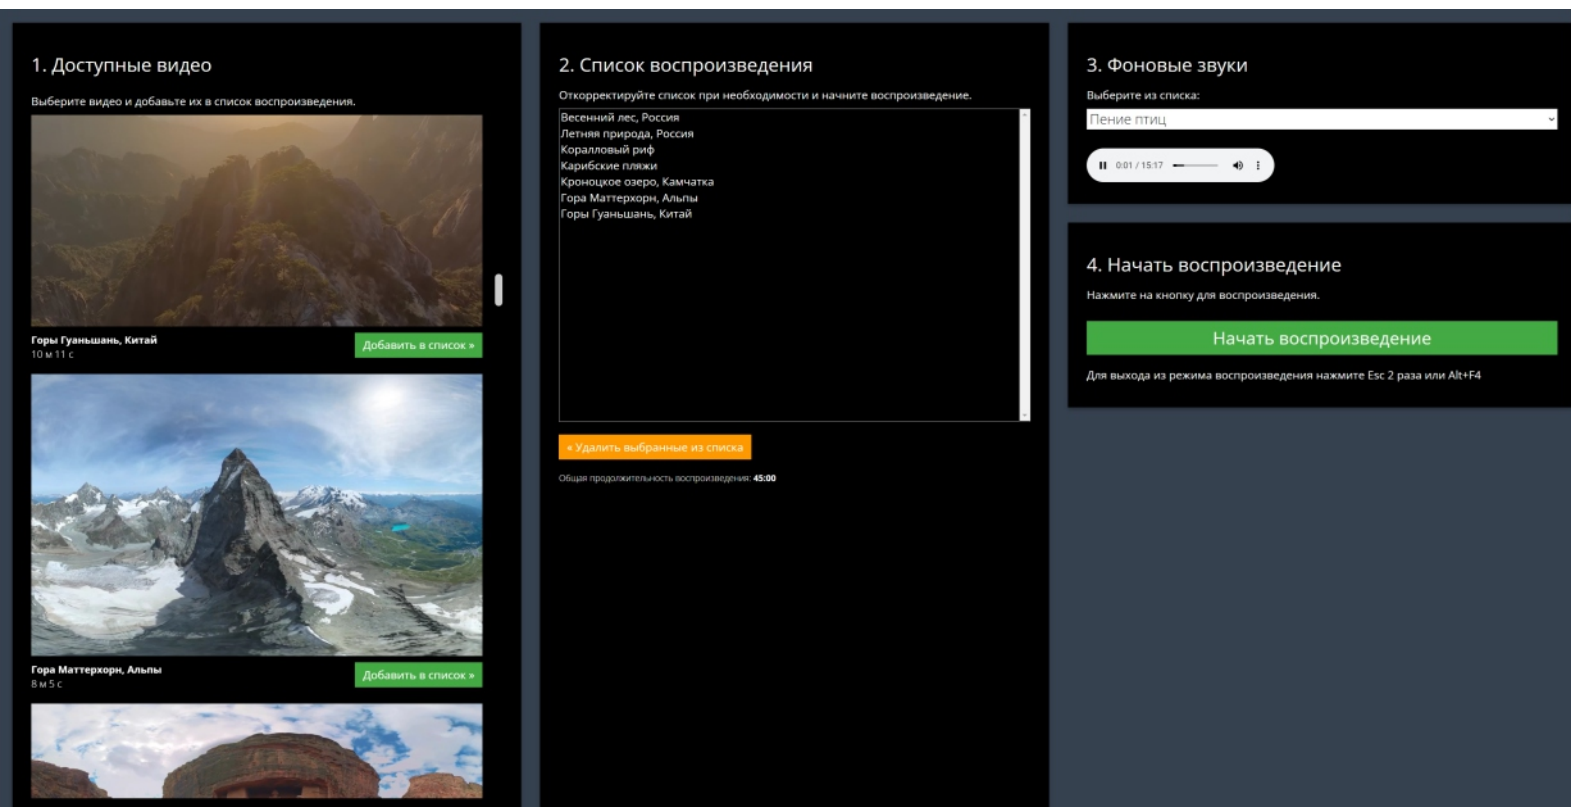 1. Доступные видео
Выберите видео и добавьте их в список воспроизведения.
Горы Гуаньшань, Китай
10 м 11 с
Добавить в список »
Гора Маттерхорн, Альпы
8 м 5 с
Добавить в список »
2. Список воспроизведения
Откорректируйте список при необходимости и начните воспроизведение.
Весенний лес, Россия
Летняя природа, Россия
Коралловый риф
Карибские пляжи
Кроноцкое озеро, Камчатка
Гора Маттерхорн, Альпы
Горы Гуаньшань, Китай
« Удалить выбранные из списка
Общая продолжительность воспроизведения: 45:00
3. Фоновые звуки
Выберите из списка:
Пение птиц
0:01 / 15:17
4. Начать воспроизведение
Нажмите на кнопку для воспроизведения.
Начать воспроизведение
Для выхода из режима воспроизведения нажмите Esc 2 раза или Alt+F4